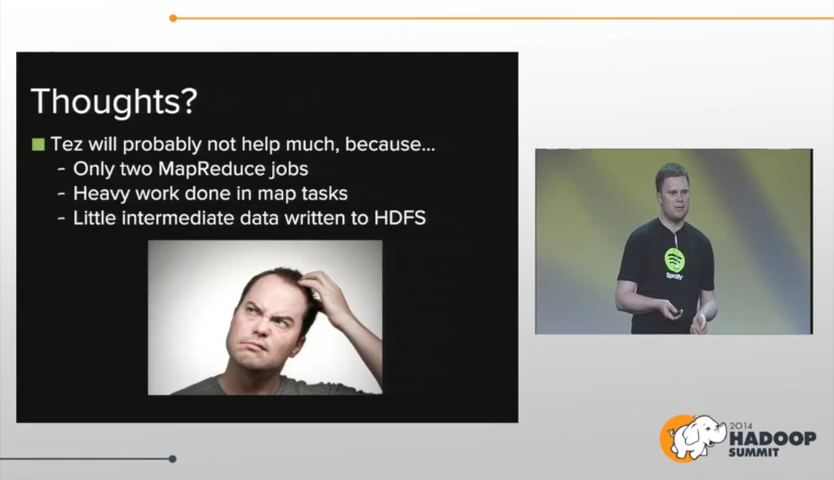 Thoughts?
Tez will probably not help much, because...
- Only two MapReduce jobs
- Heavy work done in map tasks
- Little intermediate data written to HDFS
Spotify
2014
HADOOP
SUMMIT